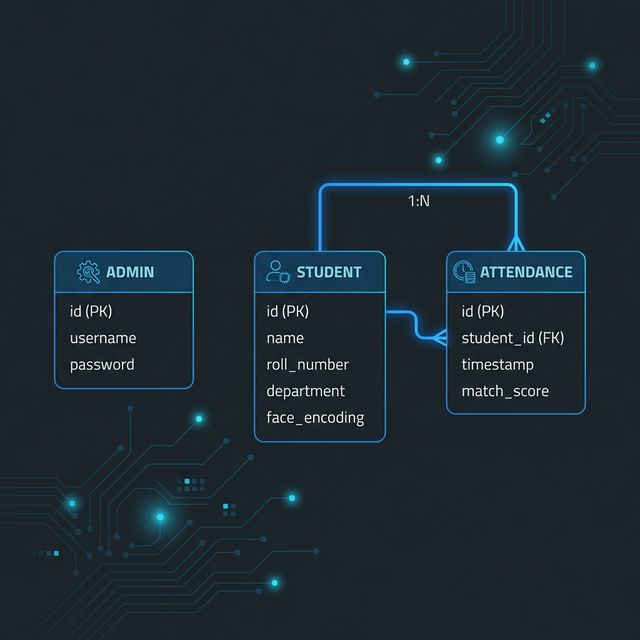 1:N
ADMIN
id (PK)
username
password
STUDENT
id (PK)
name
roll_number
department
face_encoding
ATTENDANCE
id (PK)
student_id (FK)
timestamp
match_score